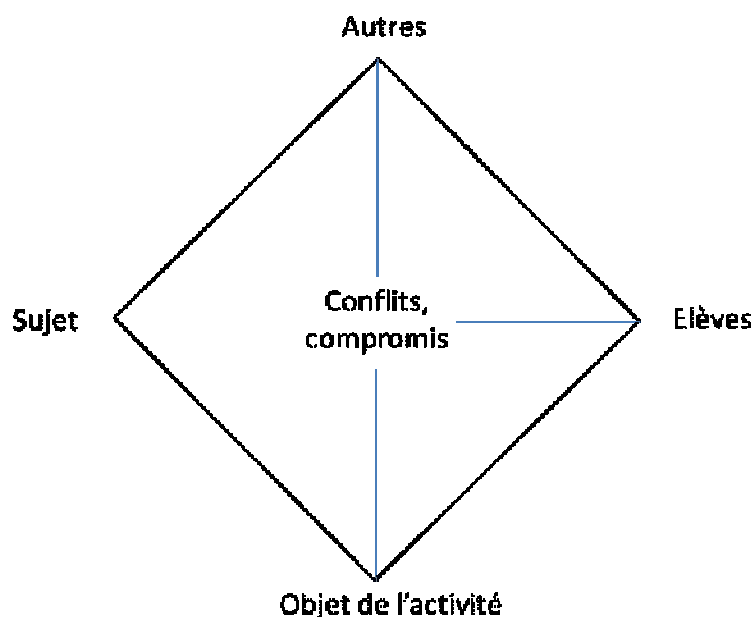 Autres
Sujet
Conflits,
compromis
Elèves
Objet de l'activité